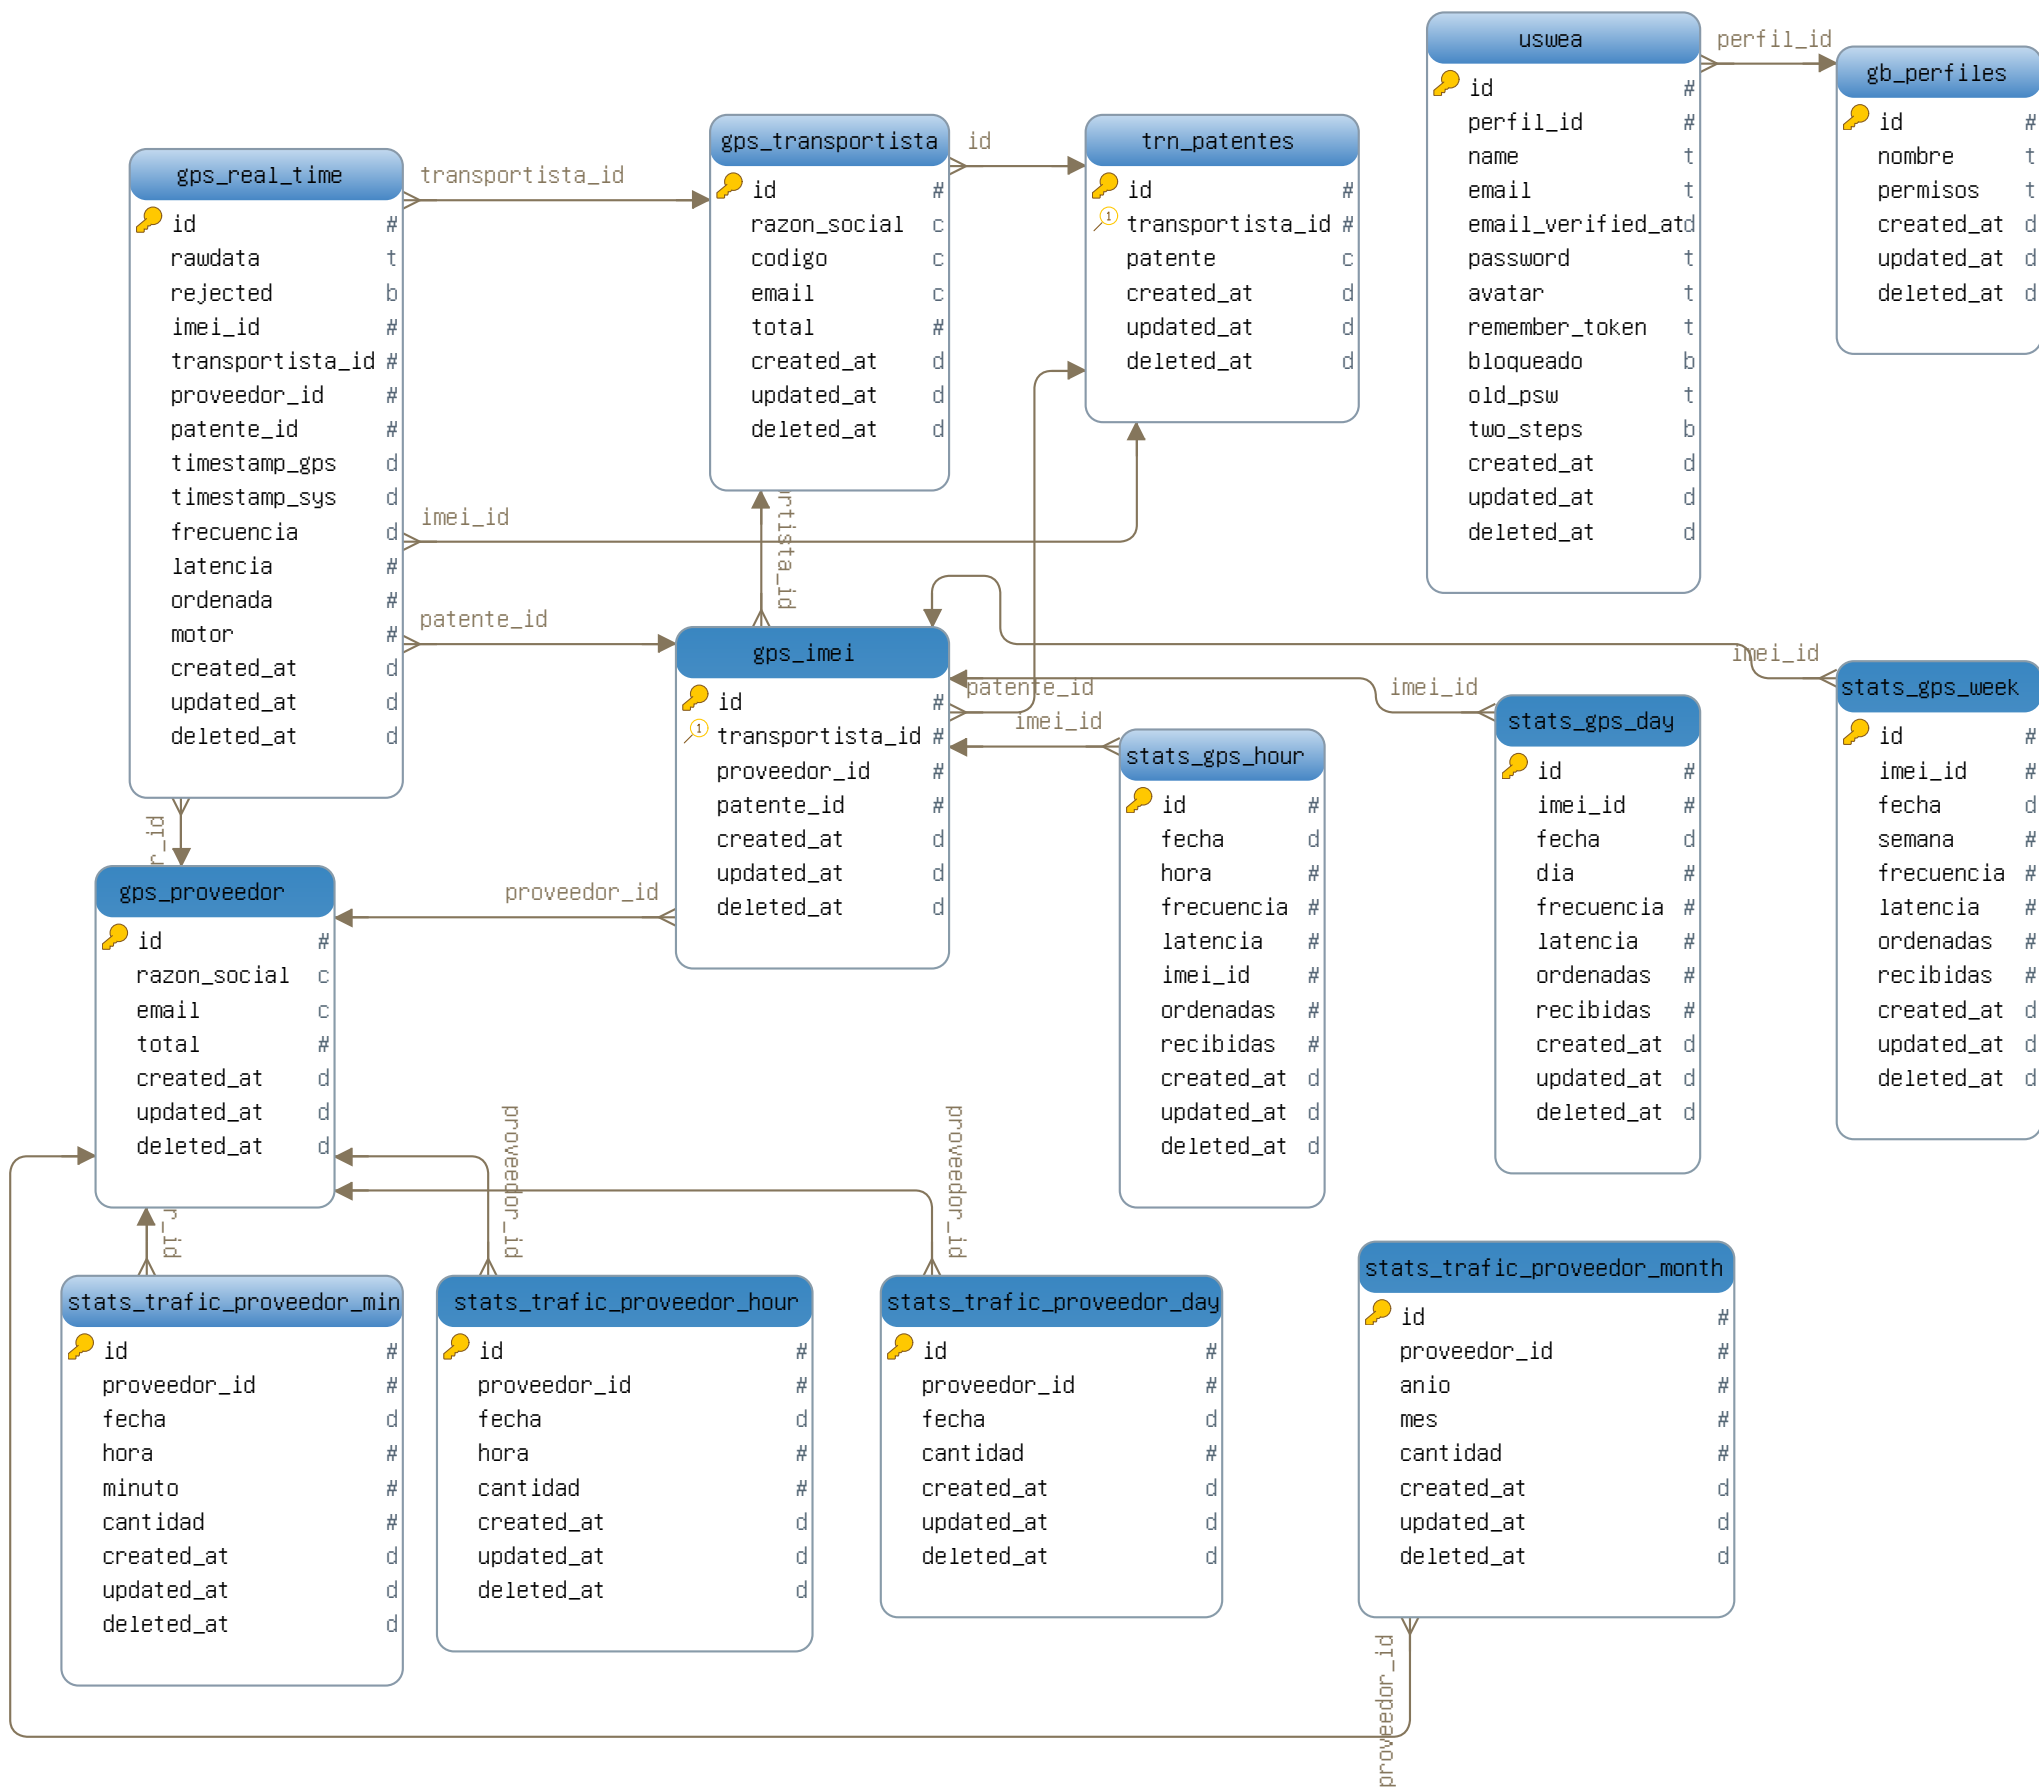 uswea
id #
perfil_id #
name t
email t
email_verified_at d
password t
avatar t
remember_token t
bloqueado b
old_psw t
two_steps b
created_at d
updated_at d
deleted_at d
perfil_id
gb_perfiles
id #
nombre t
permisos t
created_at d
updated_at d
deleted_at d
gps_real_time
id #
rawdata t
rejected b
imei_id #
transportista_id #
proveedor_id #
patente_id #
timestamp_gps d
timestamp_sys d
frecuencia d
latencia #
ordenada #
motor #
created_at d
updated_at d
deleted_at d
transportista_id
imei_id
patente_id
r_id
gps_transportista
id #
razon_social c
codigo c
email c
total #
created_at d
updated_at d
deleted_at d
id
rtista_id
trn_patentes
id #
1
transportista_id #
patente c
created_at d
updated_at d
deleted_at d
gps_imei
id #
1
transportista_id #
proveedor_id #
patente_id #
created_at d
updated_at d
deleted_at d
patente_id
imei_id
imei_id
imei_id
proveedor_id
stats_gps_hour
id #
fecha d
hora #
frecuencia #
latencia #
imei_id #
ordenadas #
recibidas #
created_at d
updated_at d
deleted_at d
stats_gps_day
id #
imei_id #
fecha d
dia #
frecuencia #
latencia #
ordenadas #
recibidas #
created_at d
updated_at d
deleted_at d
stats_gps_week
id #
imei_id #
fecha d
semana #
frecuencia #
latencia #
ordenadas #
recibidas #
created_at d
updated_at d
deleted_at d
gps_proveedor
id #
razon_social c
email c
total #
created_at d
updated_at d
deleted_at d
r_id
proveedor_id
proveedor_id
stats_trafic_proveedor_min
id #
proveedor_id #
fecha d
hora #
minuto #
cantidad #
created_at d
updated_at d
deleted_at d
stats_trafic_proveedor_hour
id #
proveedor_id #
fecha d
hora #
cantidad #
created_at d
updated_at d
deleted_at d
stats_trafic_proveedor_day
id #
proveedor_id #
fecha d
cantidad #
created_at d
updated_at d
deleted_at d
stats_trafic_proveedor_month
id #
proveedor_id #
anio #
mes #
cantidad #
created_at d
updated_at d
deleted_at d
proveedor_id